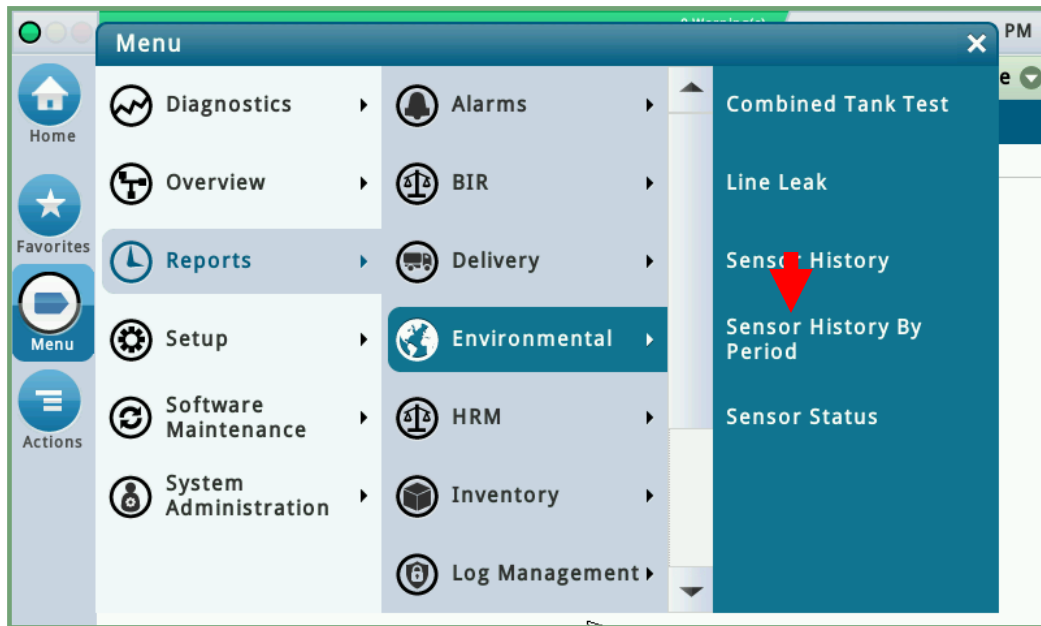 PM
Menu
e
Home
Favorites
Menu
Actions
Diagnostics
Overview
Reports
Setup
Software
Maintenance
System
Administration
Alarms
BIR
Delivery
Environmental
HRM
Inventory
Log Management
Combined Tank Test
Line Leak
Sensor History
Sensor History By
Period
Sensor Status